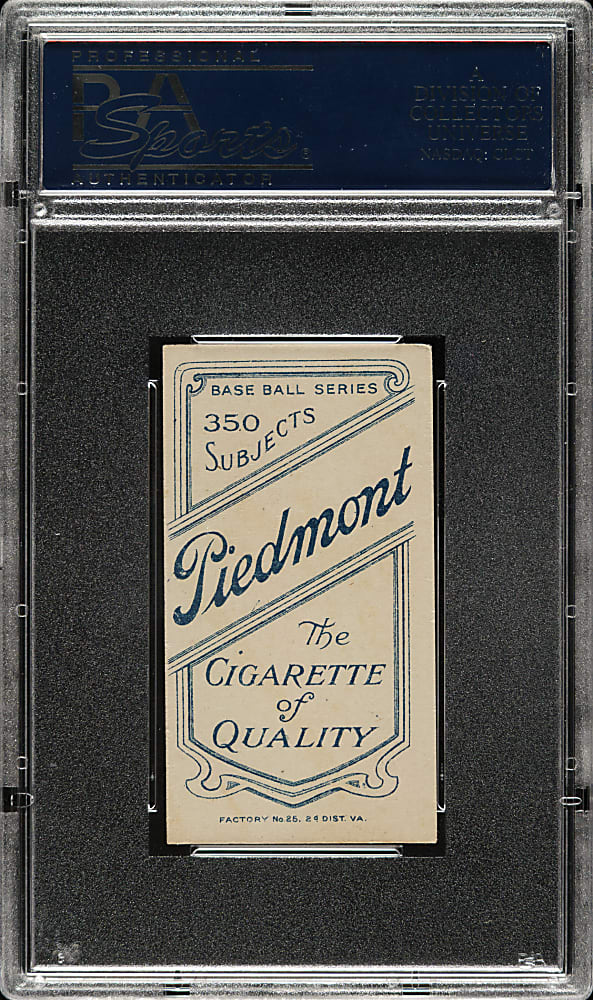 PROFESSIONAL
PSA
Sports
AUTHENTICATOR
A
DIVISION OF
COLLECTORS
UNIVERSE
NASDAQ: CLCT
BASE BALL SERIES
350
SUBJECTS
Piedmont
The
CIGARETTE
of
QUALITY
FACTORY No. 25, 2d DIST. VA.
PSA